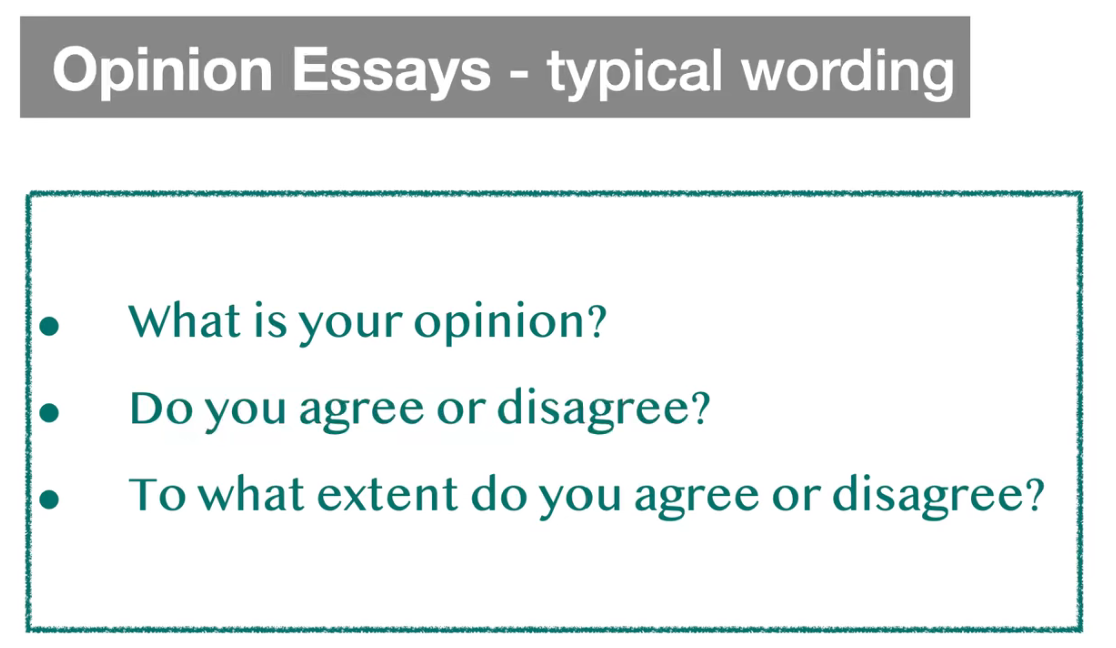 Opinion Essays - typical wording
• What is your opinion?
• Do you agree or disagree?
• To what extent do you agree or disagree?